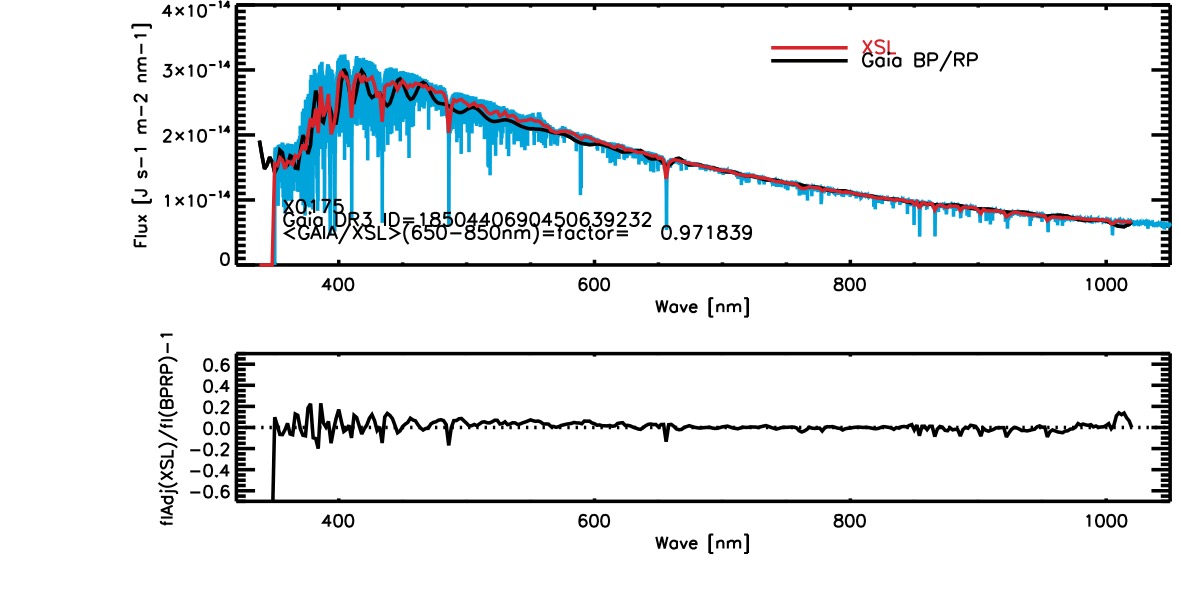 4×10−14
3×10−14
2×10−14
1×10−14
0
Flux [J s−1 m−2 nm−1]
XSL
Gaia BP/RP
X0175
Gaia DR3 ID=1850440690450639232
<GAIA/XSL>(650−850nm)=factor= 0.971839
400 600 800 1000
Wave [nm]
flAdj(XSL)/fl(BPRP)−1
0.6
0.4
0.2
0.0
−0.2
−0.4
−0.6
400 600 800 1000
Wave [nm]